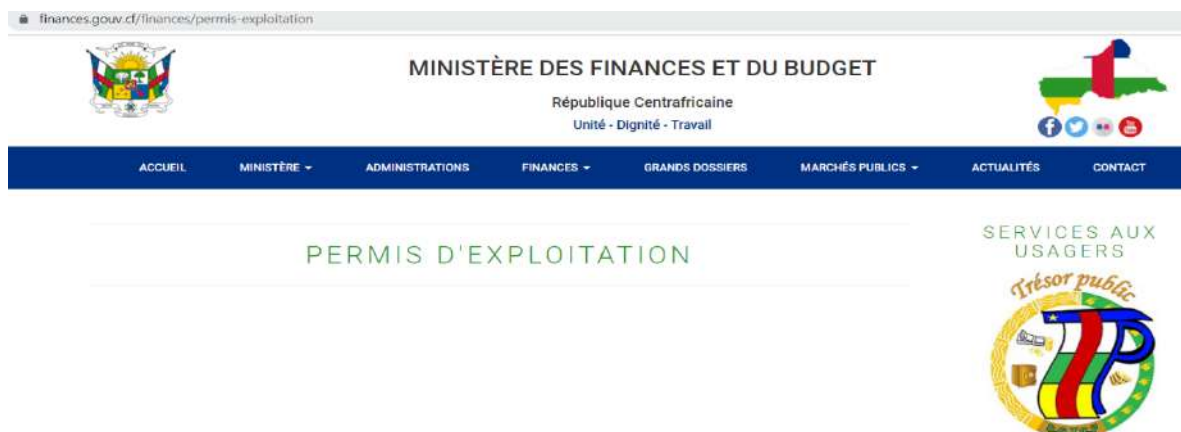 finances.gouv.cf/finances/permis-exploitation
MINISTÈRE DES FINANCES ET DU BUDGET
République Centrafricaine
Unité - Dignité - Travail
ACCUEIL MINISTÈRE ADMINISTRATIONS FINANCES GRANDS DOSSIERS MARCHÉS PUBLICS ACTUALITÉS CONTACT
PERMIS D'EXPLOITATION
SERVICES AUX
USAGERS
Trésor public
TP